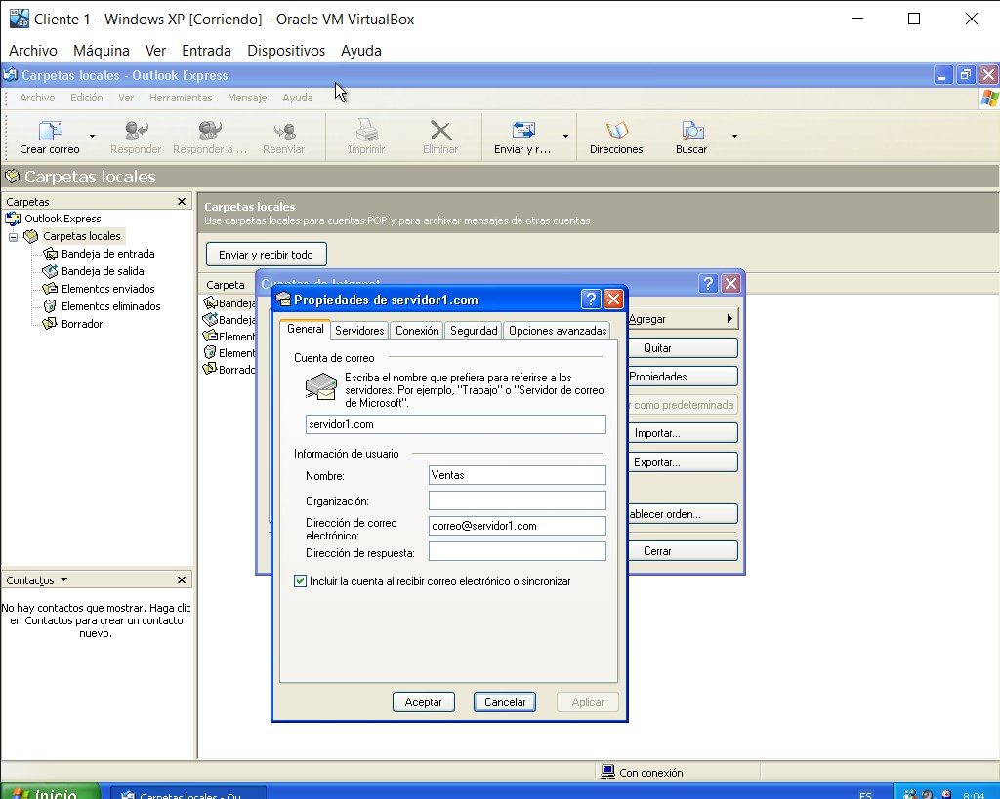 Cliente 1 - Windows XP [Corriendo] - Oracle VM VirtualBox
Archivo Máquina Ver Entrada Dispositivos Ayuda
Carpetas locales - Outlook Express
Archivo Edición Ver Herramientas Mensaje Ayuda
Crear correo Responder Responder a ... Reenviar Imprimir Eliminar Enviar y r... Direcciones Buscar
Carpetas locales
Carpetas
Outlook Express
Carpetas locales
Bandeja de entrada
Bandeja de salida
Elementos enviados
Elementos eliminados
Borrador
Contactos
No hay contactos que mostrar. Haga clic
en Contactos para crear un contacto
nuevo.
Carpetas locales
Use carpetas locales para cuentas POP y para archivar mensajes de otras cuentas
Enviar y recibir todo
Carpeta
Bandeja
Bandeja
Element
Element
Borrado
Cuentas de Internet
Agregar
Quitar
Propiedades
r como predeterminada
Importar...
Exportar...
ablecer orden...
Cerrar
Propiedades de servidor1.com
General Servidores Conexión Seguridad Opciones avanzadas
Cuenta de correo
Escriba el nombre que prefiera para referirse a los
servidores. Por ejemplo, "Trabajo" o "Servidor de correo
de Microsoft".
servidor1.com
Información de usuario
Nombre: Ventas
Organización:
Dirección de correo
electrónico: correo@servidor1.com
Dirección de respuesta:
Incluir la cuenta al recibir correo electrónico o sincronizar
Aceptar Cancelar Aplicar
Con conexión
Inicio Carpetas locales - Ou... ES 8:04